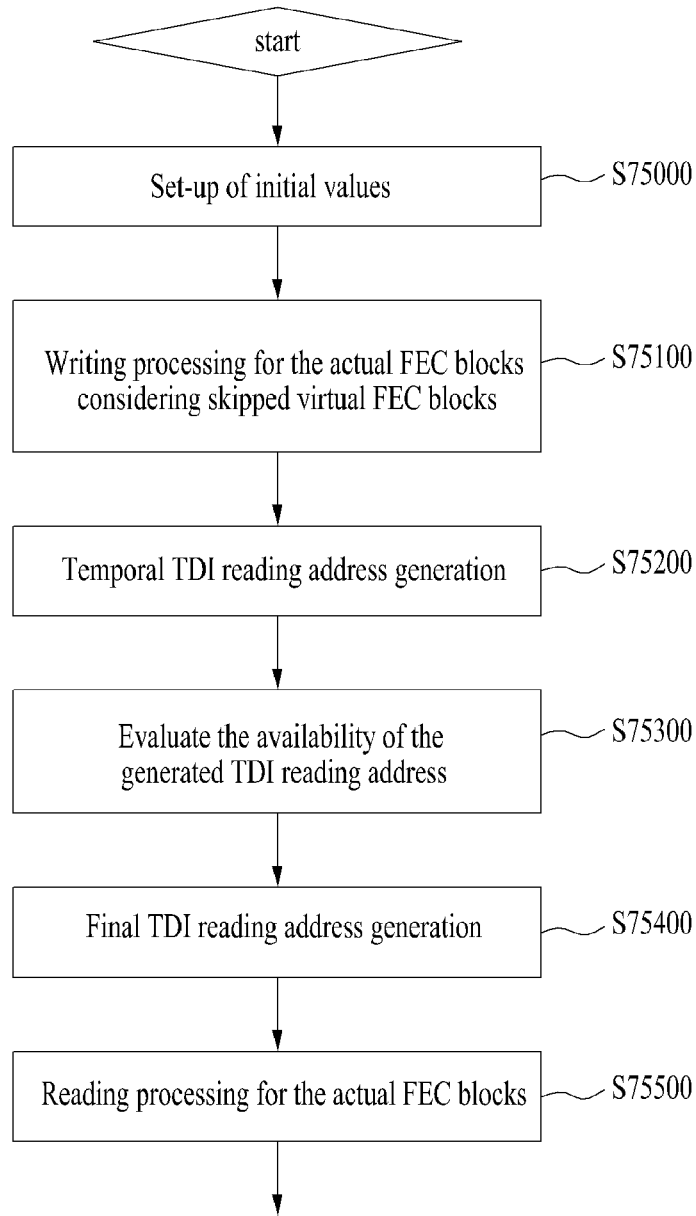 start
Set-up of initial values
S75000
Writing processing for the actual FEC blocks
considering skipped virtual FEC blocks
S75100
Temporal TDI reading address generation
S75200
Evaluate the availability of the
generated TDI reading address
S75300
Final TDI reading address generation
S75400
Reading processing for the actual FEC blocks
S75500